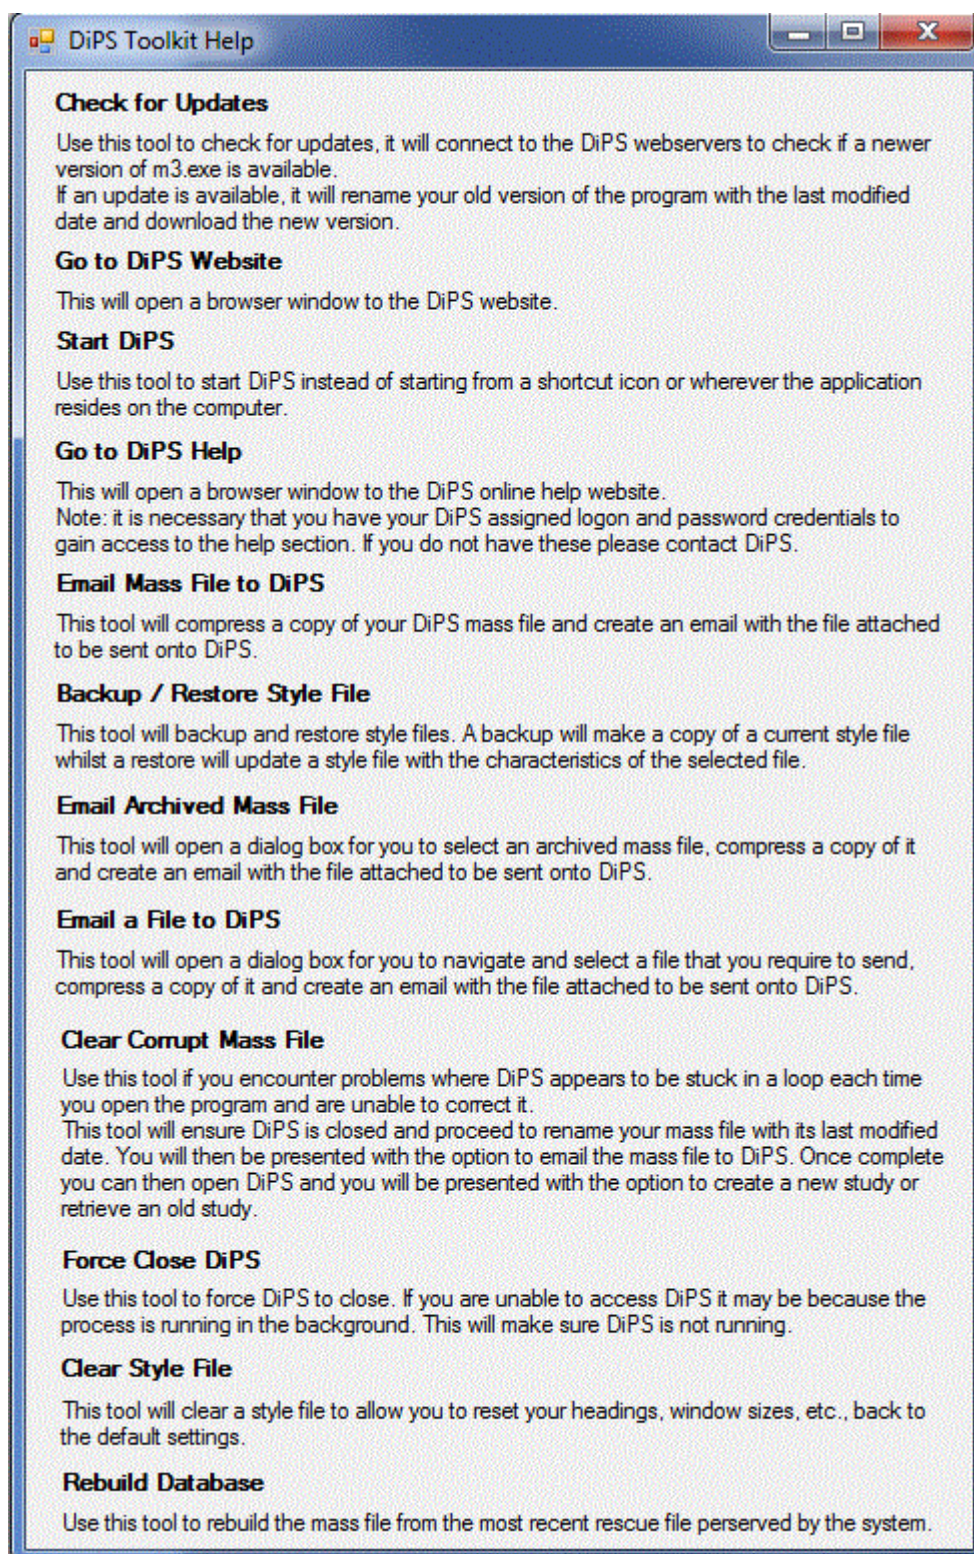 DiPS Toolkit Help
Check for Updates
Use this tool to check for updates, it will connect to the DiPS webservers to check if a newer
version of m3.exe is available.
If an update is available, it will rename your old version of the program with the last modified
date and download the new version.
Go to DiPS Website
This will open a browser window to the DiPS website.
Start DiPS
Use this tool to start DiPS instead of starting from a shortcut icon or wherever the application
resides on the computer.
Go to DiPS Help
This will open a browser window to the DiPS online help website.
Note: it is necessary that you have your DiPS assigned logon and password credentials to
gain access to the help section. If you do not have these please contact DiPS.
Email Mass File to DiPS
This tool will compress a copy of your DiPS mass file and create an email with the file attached
to be sent onto DiPS.
Backup / Restore Style File
This tool will backup and restore style files. A backup will make a copy of a current style file
whilst a restore will update a style file with the characteristics of the selected file.
Email Archived Mass File
This tool will open a dialog box for you to select an archived mass file, compress a copy of it
and create an email with the file attached to be sent onto DiPS.
Email a File to DiPS
This tool will open a dialog box for you to navigate and select a file that you require to send,
compress a copy of it and create an email with the file attached to be sent onto DiPS.
Clear Corrupt Mass File
Use this tool if you encounter problems where DiPS appears to be stuck in a loop each time
you open the program and are unable to correct it.
This tool will ensure DiPS is closed and proceed to rename your mass file with its last modified
date. You will then be presented with the option to email the mass file to DiPS. Once complete
you can then open DiPS and you will be presented with the option to create a new study or
retrieve an old study.
Force Close DiPS
Use this tool to force DiPS to close. If you are unable to access DiPS it may be because the
process is running in the background. This will make sure DiPS is not running.
Clear Style File
This tool will clear a style file to allow you to reset your headings, window sizes, etc., back to
the default settings.
Rebuild Database
Use this tool to rebuild the mass file from the most recent rescue file perserved by the system.